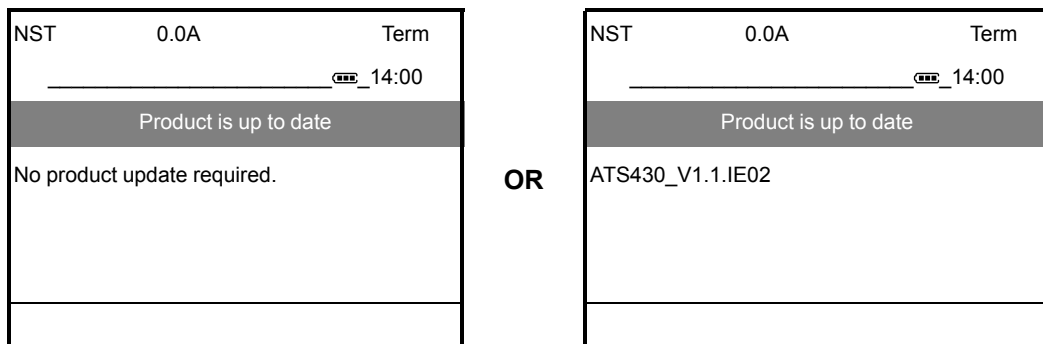 NST 0.0A Term
14:00
Product is up to date
No product update required.
OR
NST 0.0A Term
14:00
Product is up to date
ATS430_V1.1.IE02